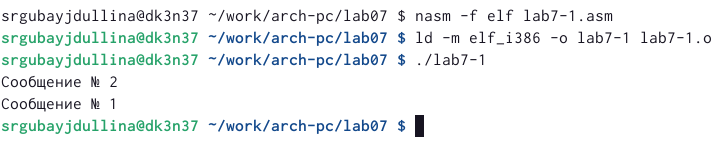 srgubayjdullina@dk3n37 ~/work/arch-pc/lab07 $ nasm -f elf lab7-1.asm
srgubayjdullina@dk3n37 ~/work/arch-pc/lab07 $ ld -m elf_i386 -o lab7-1 lab7-1.o
srgubayjdullina@dk3n37 ~/work/arch-pc/lab07 $ ./lab7-1
Сообщение № 2
Сообщение № 1
srgubayjdullina@dk3n37 ~/work/arch-pc/lab07 $